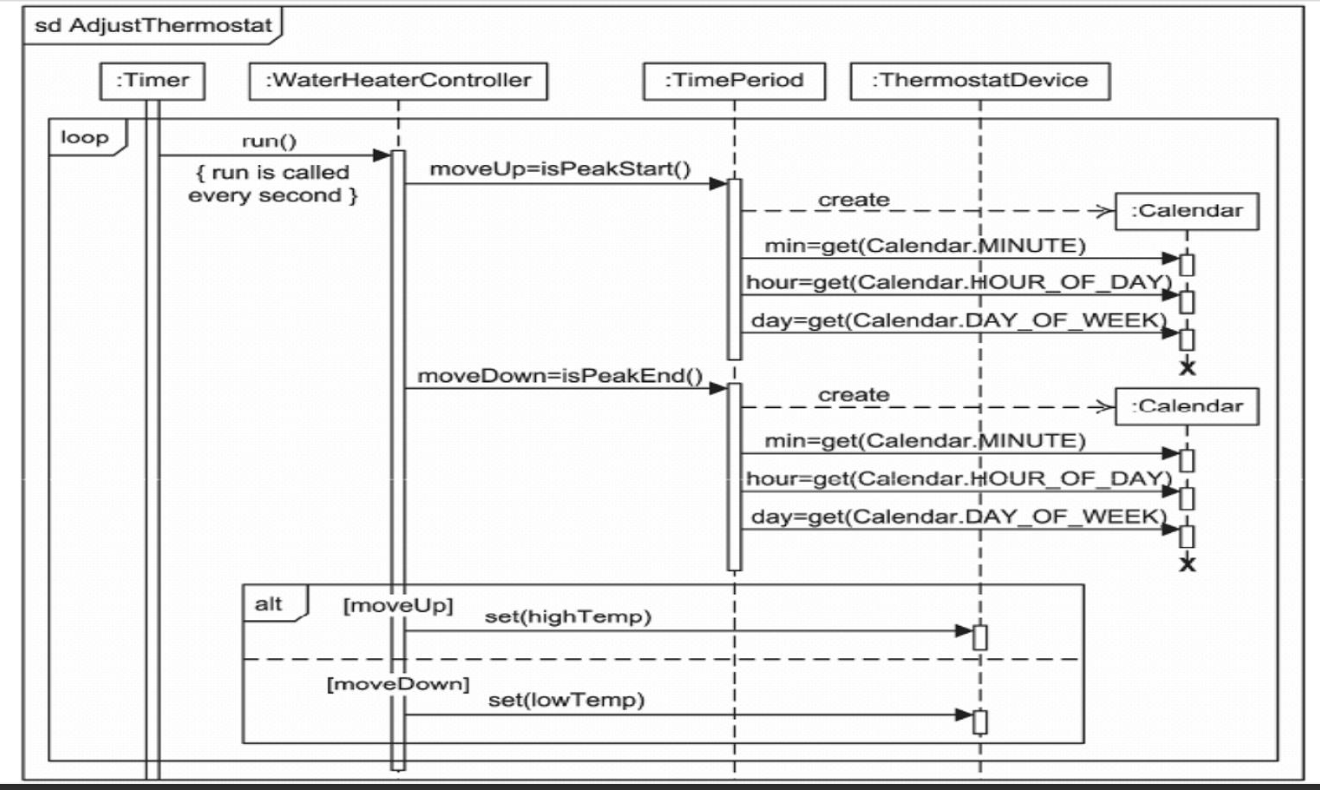 sd AdjustThermostat
:Timer
:WaterHeaterController
:TimePeriod
:ThermostatDevice
loop
run()
{ run is called
every second }
moveUp=isPeakStart()
create
:Calendar
min=get(Calendar.MINUTE)
hour=get(Calendar.HOUR_OF_DAY)
day=get(Calendar.DAY_OF_WEEK)
X
moveDown=isPeakEnd()
create
:Calendar
min=get(Calendar.MINUTE)
hour=get(Calendar.HOUR_OF_DAY)
day=get(Calendar.DAY_OF_WEEK)
X
alt
[moveUp]
set(highTemp)
[moveDown]
set(lowTemp)